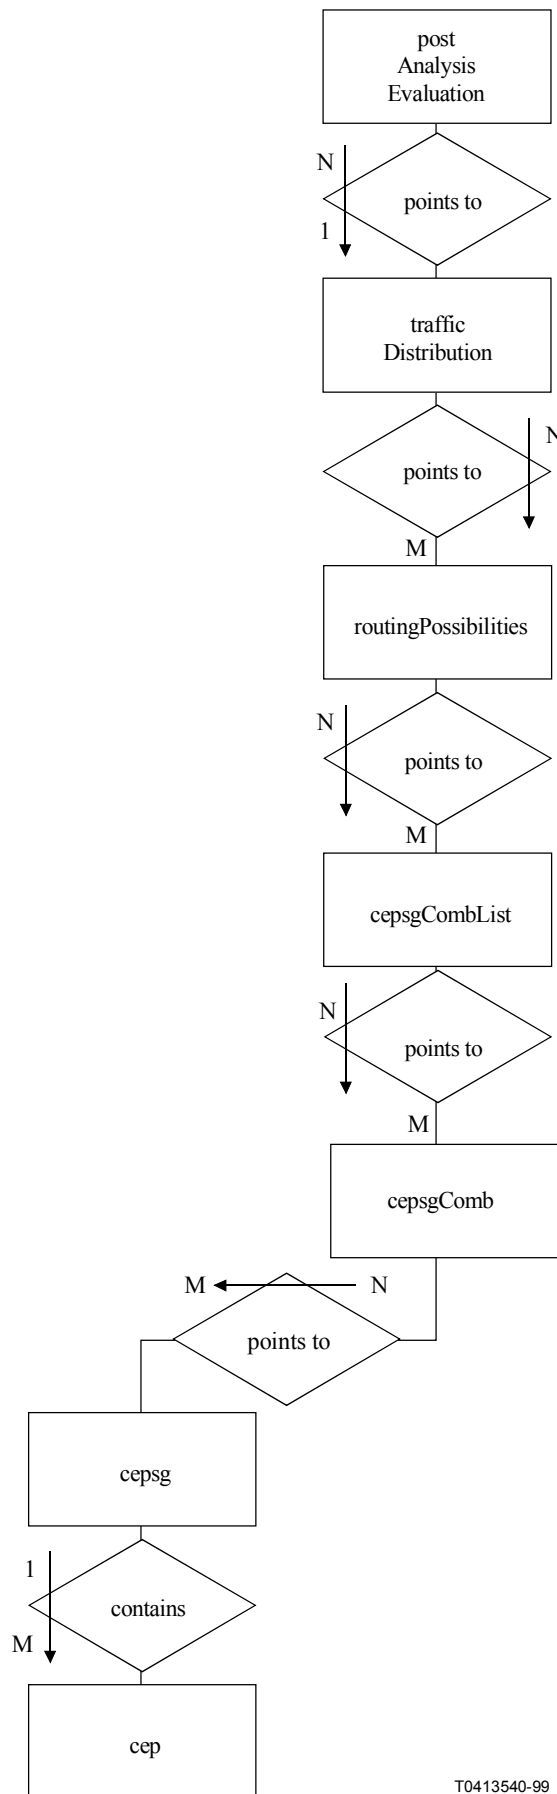 post
Analysis
Evaluation
N
points to
1
traffic
Distribution
N
points to
M
routingPossibilities
N
points to
M
cepsgCombList
N
points to
M
cepsgComb
M
N
points to
cepsg
1
contains
M
cep
T0413540-99